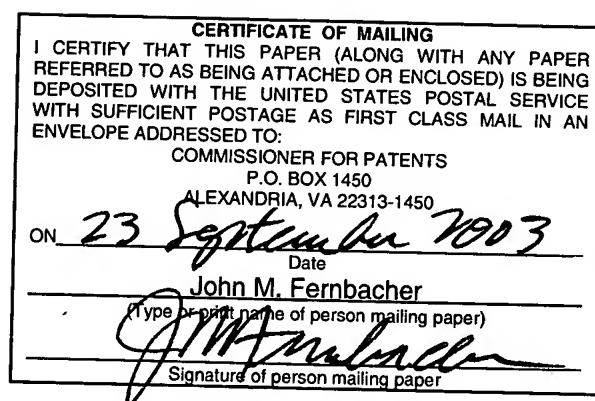 CERTIFICATE OF MAILING
I CERTIFY THAT THIS PAPER (ALONG WITH ANY PAPER
REFERRED TO AS BEING ATTACHED OR ENCLOSED) IS BEING
DEPOSITED WITH THE UNITED STATES POSTAL SERVICE
WITH SUFFICIENT POSTAGE AS FIRST CLASS MAIL IN AN
ENVELOPE ADDRESSED TO:
COMMISSIONER FOR PATENTS
P.O. BOX 1450
ALEXANDRIA, VA 22313-1450
ON 23 September 2003
Date
John M. Fernbacher
(Type or print name of person mailing paper)
JM Fernbacher
Signature of person mailing paper